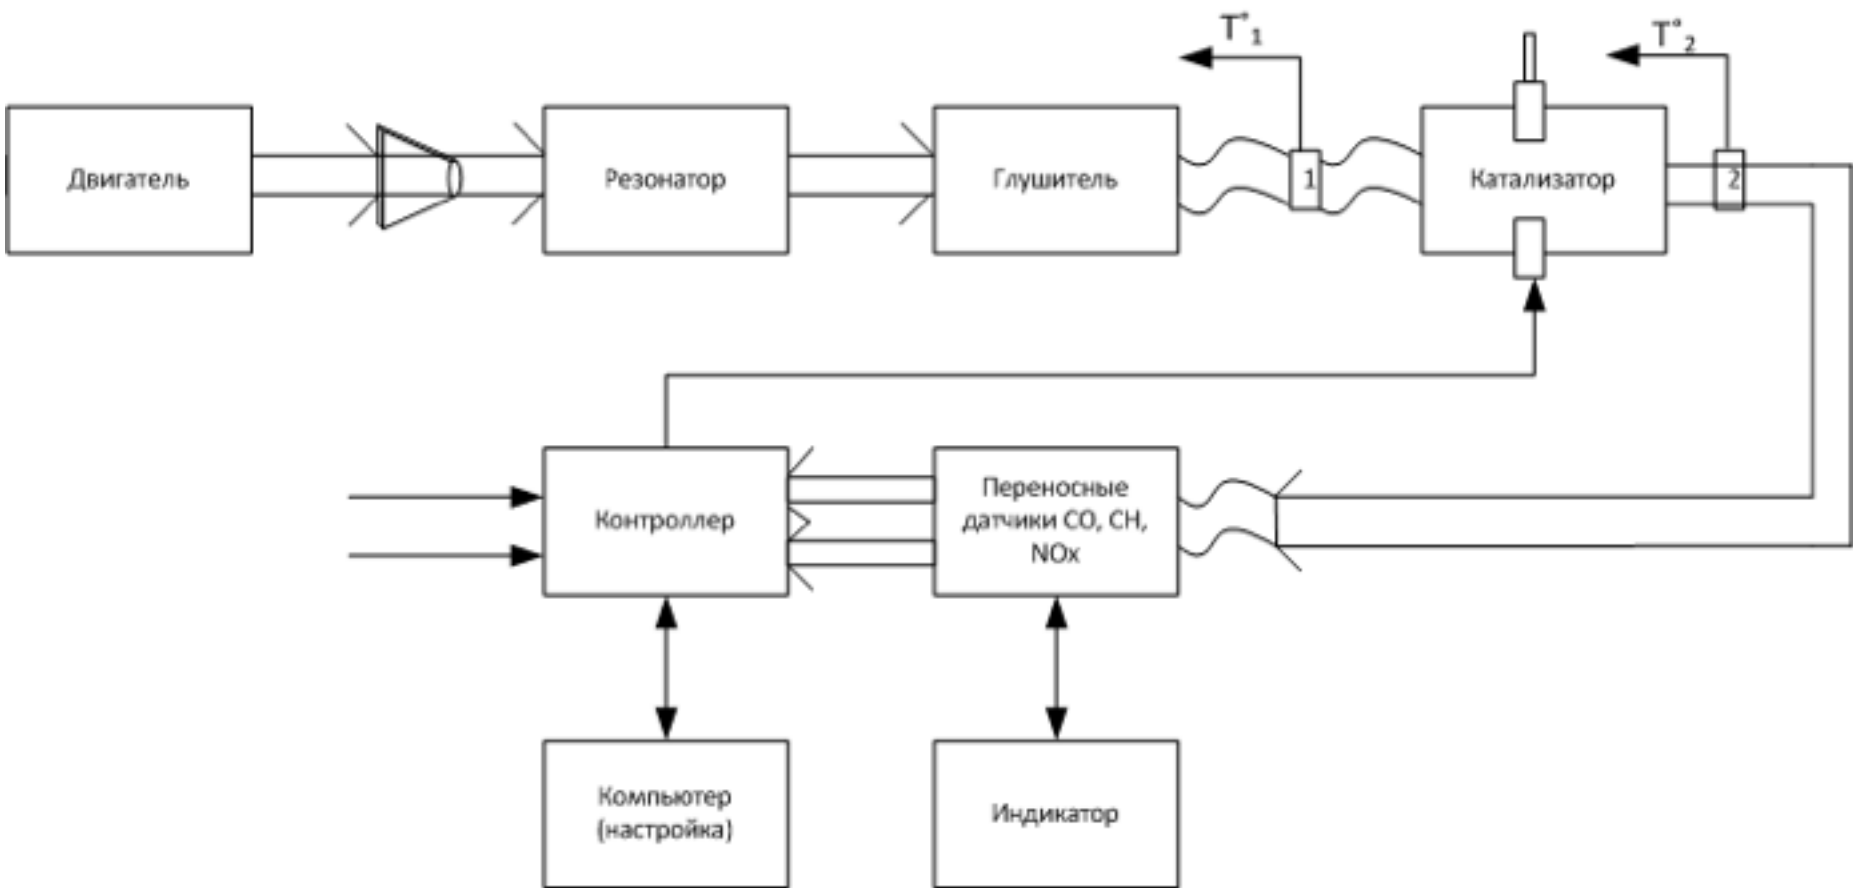 T°1
T°2
Двигатель
Резонатор
Глушитель
1
Катализатор
2
Контроллер
Переносные
датчики CO, CH,
NOx
Компьютер
(настройка)
Индикатор